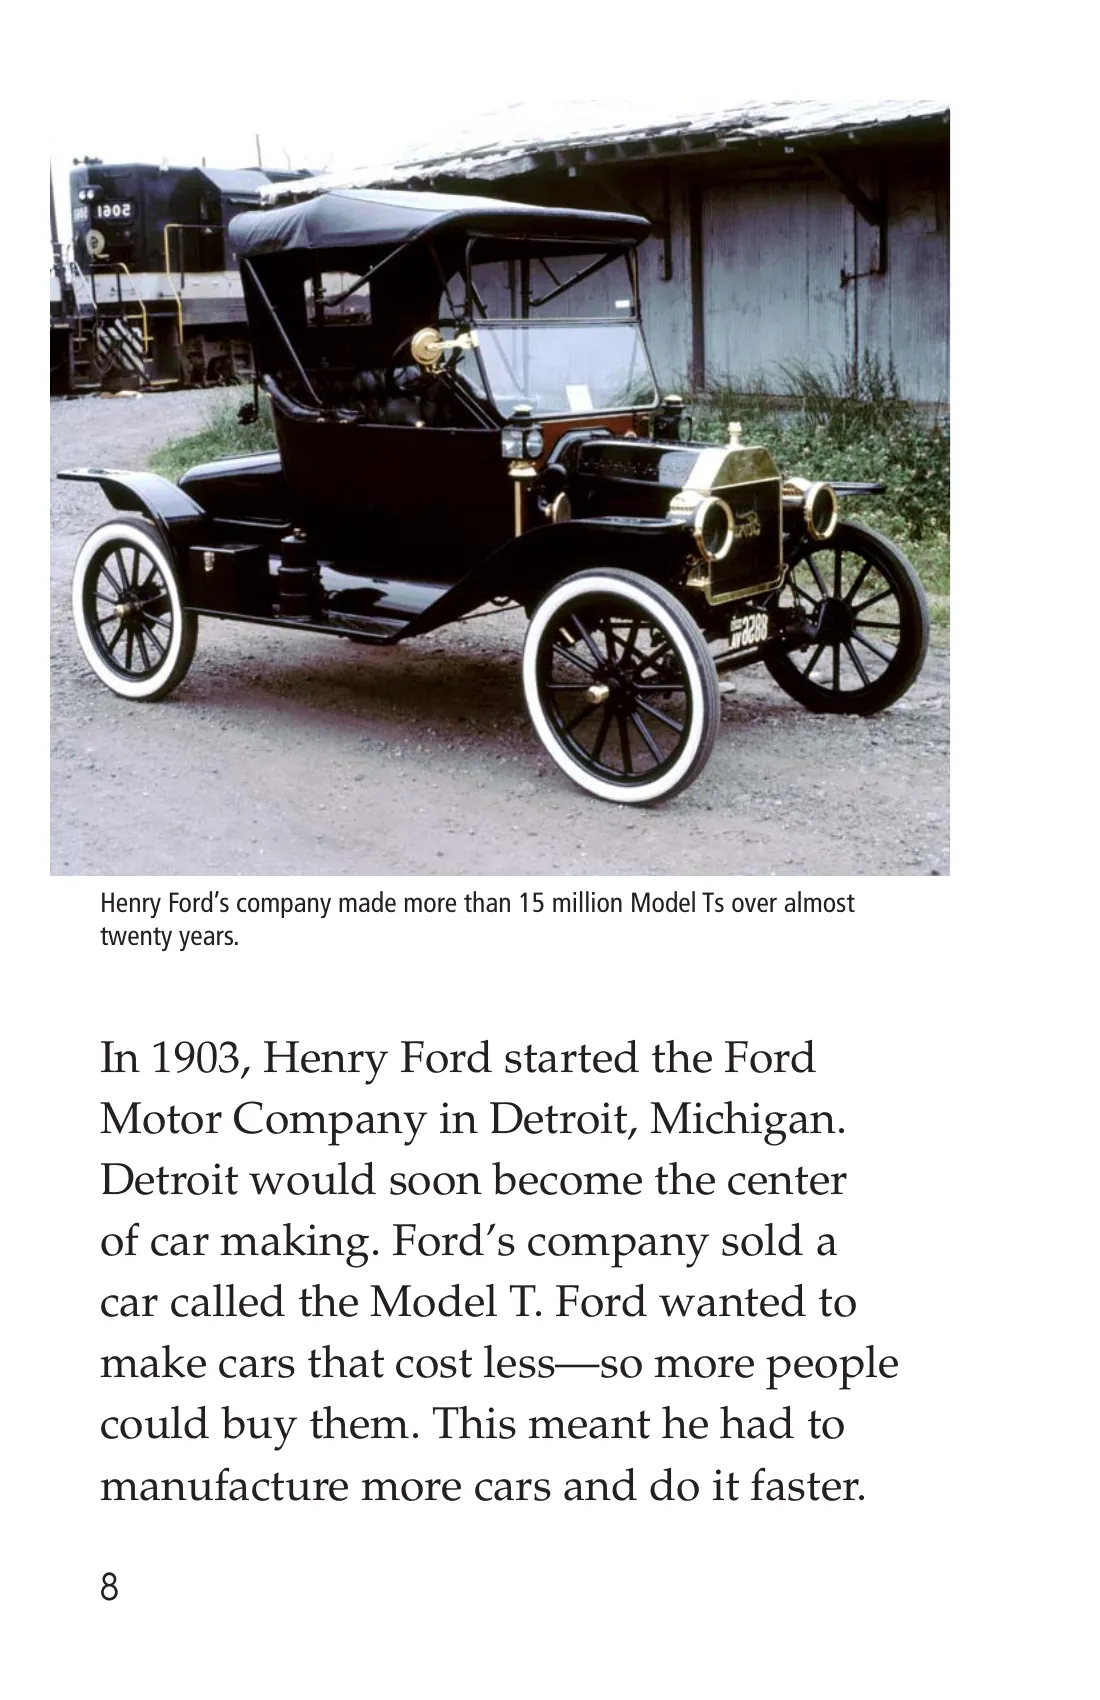 Henry Ford’s company made more than 15 million Model Ts over almost
twenty years.
In 1903, Henry Ford started the Ford
Motor Company in Detroit, Michigan.
Detroit would soon become the center
of car making. Ford’s company sold a
car called the Model T. Ford wanted to
make cars that cost less—so more people
could buy them. This meant he had to
manufacture more cars and do it faster.
8